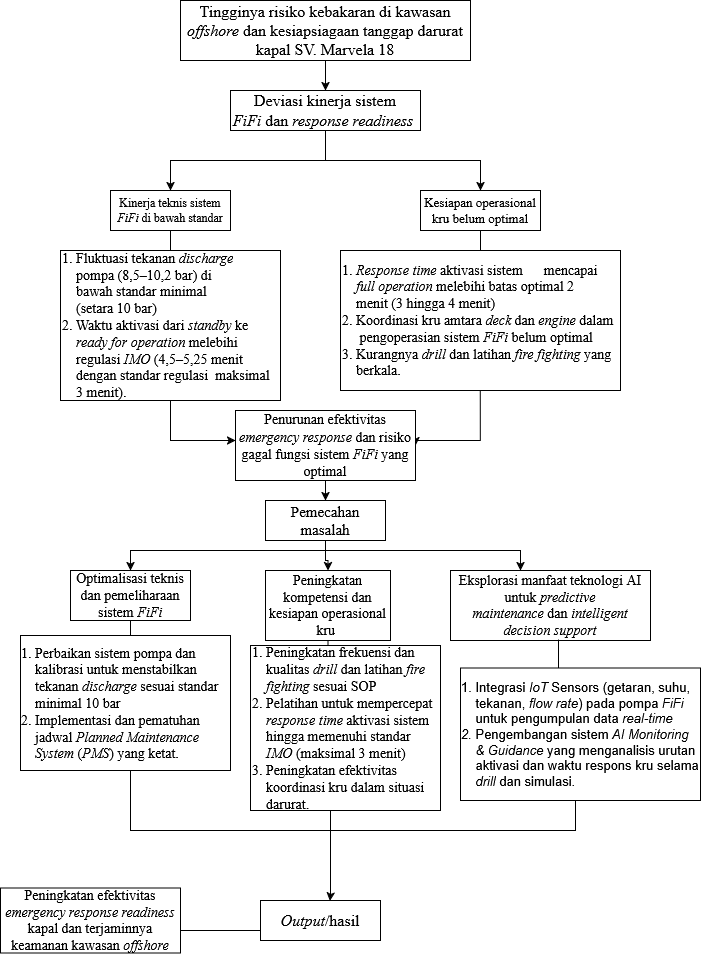 Tingginya risiko kebakaran di kawasan
offshore dan kesiapsiagaan tanggap darurat
kapal SV. Marvela 18
Deviasi kinerja sistem
FiFi dan response readiness
Kinerja teknis sistem
FiFi di bawah standar
Kesiapan operasional
kru belum optimal
1. Fluktuasi tekanan discharge
pompa (8,5–10,2 bar) di
bawah standar minimal
(setara 10 bar)
2. Waktu aktivasi dari standby ke
ready for operation melebihi
regulasi IMO (4,5–5,25 menit
dengan standar regulasi maksimal
3 menit).
1. Response time aktivasi sistem mencapai
full operation melebihi batas optimal 2
menit (3 hingga 4 menit)
2. Koordinasi kru amtara deck dan engine dalam
pengoperasian sistem FiFi belum optimal
3. Kurangnya drill dan latihan fire fighting yang
berkala.
Penurunan efektivitas
emergency response dan risiko
gagal fungsi sistem FiFi yang
optimal
Pemecahan
masalah
Optimalisasi teknis
dan pemeliharaan
sistem FiFi
Peningkatan
kompetensi dan
kesiapan operasional
kru
Eksplorasi manfaat teknologi AI
untuk predictive
maintenance dan intelligent
decision support
1. Perbaikan sistem pompa dan
kalibrasi untuk menstabilkan
tekanan discharge sesuai standar
minimal 10 bar
2. Implementasi dan pematuhan
jadwal Planned Maintenance
System (PMS) yang ketat.
1. Peningkatan frekuensi dan
kualitas drill dan latihan fire
fighting sesuai SOP
2. Pelatihan untuk mempercepat
response time aktivasi sistem
hingga memenuhi standar
IMO (maksimal 3 menit)
3. Peningkatan efektivitas
koordinasi kru dalam situasi
darurat.
1. Integrasi IoT Sensors (getaran, suhu,
tekanan, flow rate) pada pompa FiFi
untuk pengumpulan data real-time
2. Pengembangan sistem AI Monitoring
& Guidance yang menganalisis urutan
aktivasi dan waktu respons kru selama
drill dan simulasi.
Peningkatan efektivitas
emergency response readiness
kapal dan terjaminnya
keamanan kawasan offshore
Output/hasil